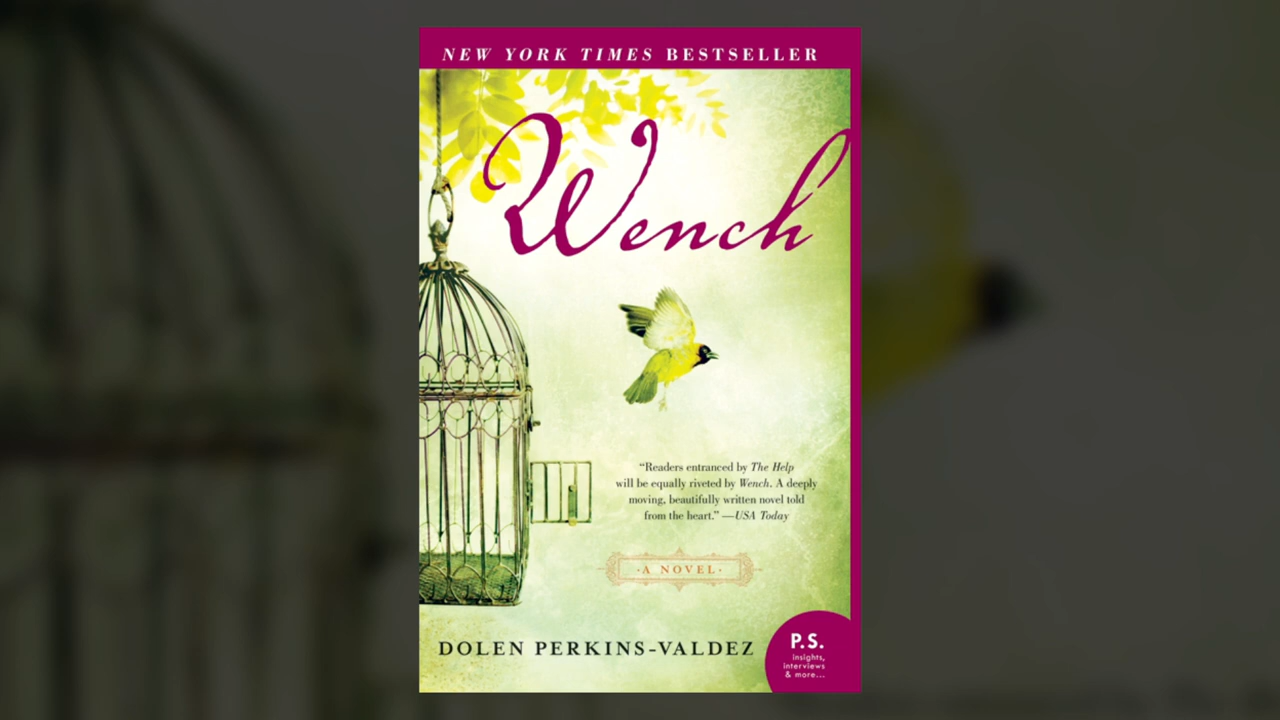 NEW YORK TIMES BESTSELLER
Wench
“Readers entranced by The Help
will be equally riveted by Wench. A deeply
moving, beautifully written novel told
from the heart.” —USA Today
·A NOVEL·
DOLEN PERKINS-VALDEZ
P.S.
insights,
interviews
& more...